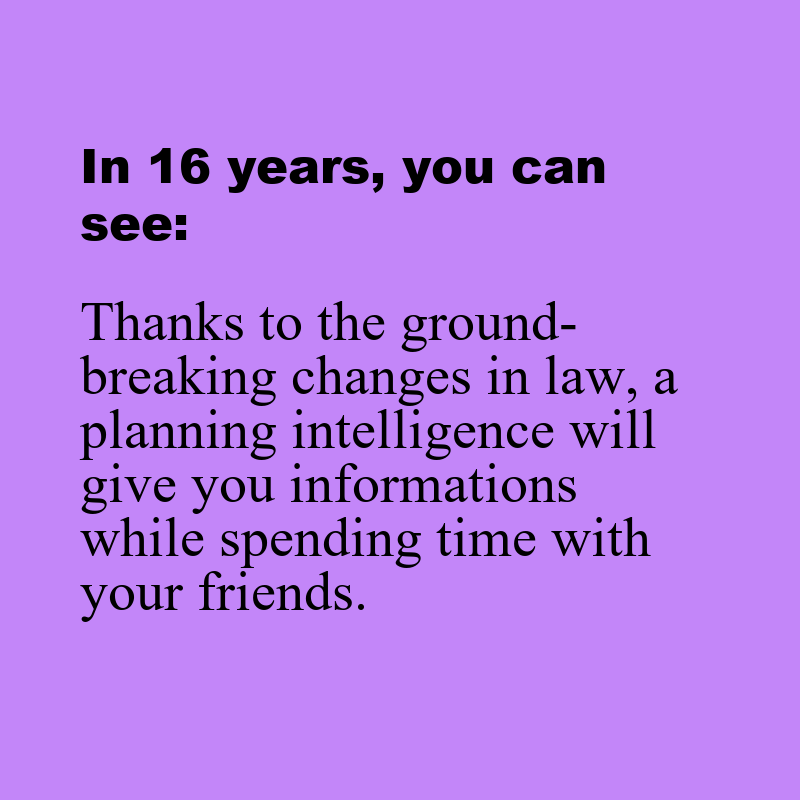 In 16 years, you can
see:
Thanks to the ground-
breaking changes in law, a
planning intelligence will
give you informations
while spending time with
your friends.